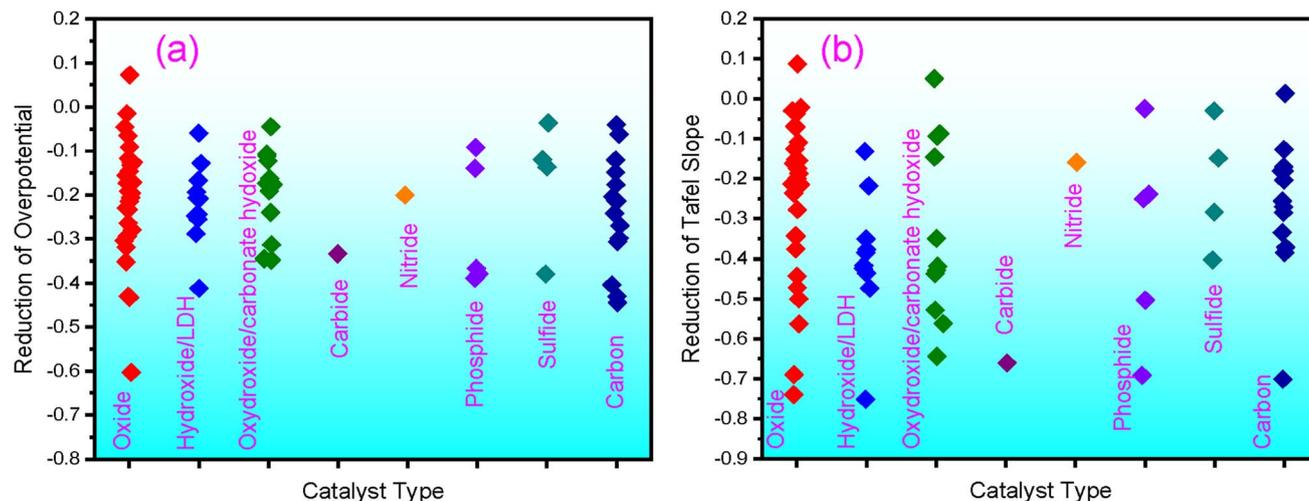 (a)
Reduction of Overpotential
0.2
0.1
0.0
-0.1
-0.2
-0.3
-0.4
-0.5
-0.6
-0.7
-0.8
Oxide
Hydroxide/LDH
Oxydroxide/carbonate hydoxide
Carbide
Nitride
Phosphide
Sulfide
Carbon
Catalyst Type
(b)
Reduction of Tafel Slope
0.2
0.1
0.0
-0.1
-0.2
-0.3
-0.4
-0.5
-0.6
-0.7
-0.8
-0.9
Oxide
Hydroxide/LDH
Oxydroxide/carbonate hydoxide
Carbide
Nitride
Phosphide
Sulfide
Carbon
Catalyst Type